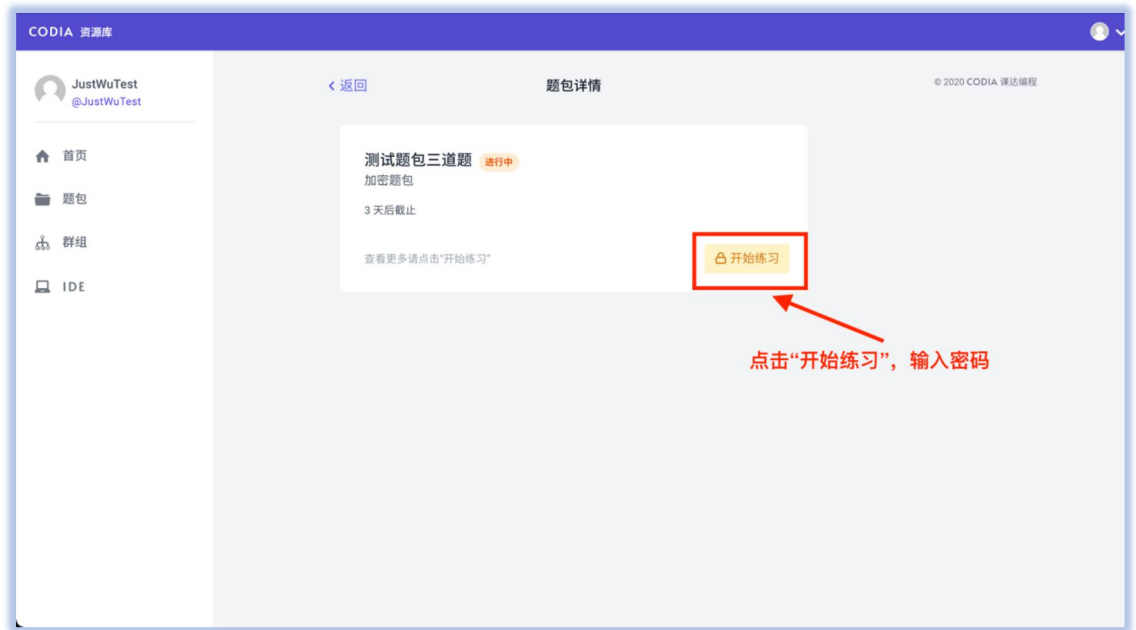 CODIA 资源库
JustWuTest
@JustWuTest
首页
题包
群组
IDE
返回
题包详情
© 2020 CODIA 课达编程
测试题包三道题 进行中
加密题包
3 天后截止
查看更多请点击“开始练习”
开始练习
点击“开始练习”，输入密码